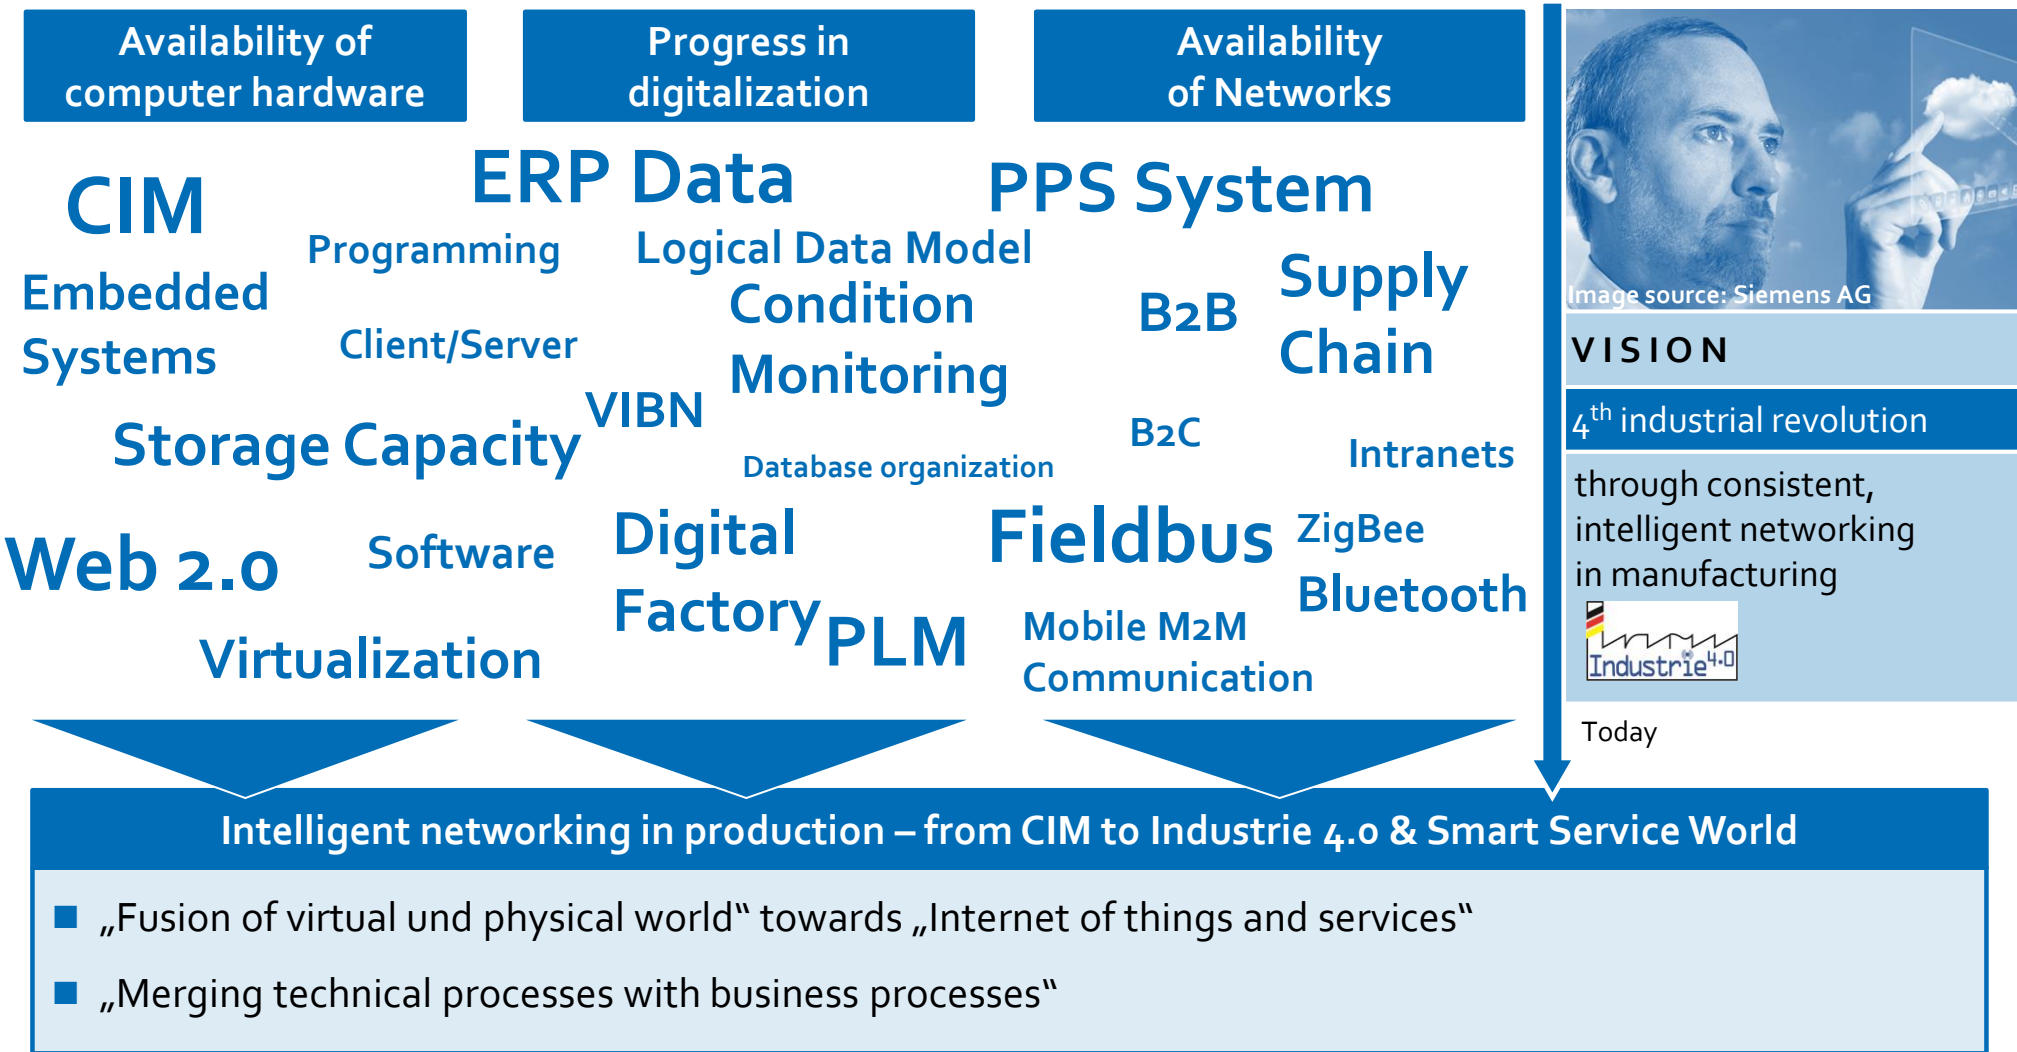 Availability of
computer hardware
Progress in
digitalization
Availability
of Networks
CIM
ERP Data
PPS System
Programming
Logical Data Model
Embedded
Systems
Client/Server
Condition
Monitoring
B2B
Supply
Chain
VIBN
Storage Capacity
B2C
Intranets
Database organization
Web 2.0
Software
Digital
Factory
Fieldbus
ZigBee
Bluetooth
Virtualization
PLM
Mobile M2M
Communication
Image source: Siemens AG
VISION
4th industrial revolution
through consistent,
intelligent networking
in manufacturing
Industrie4.0
Today
Intelligent networking in production – from CIM to Industrie 4.0 & Smart Service World
„Fusion of virtual und physical world“ towards „Internet of things and services“
„Merging technical processes with business processes“